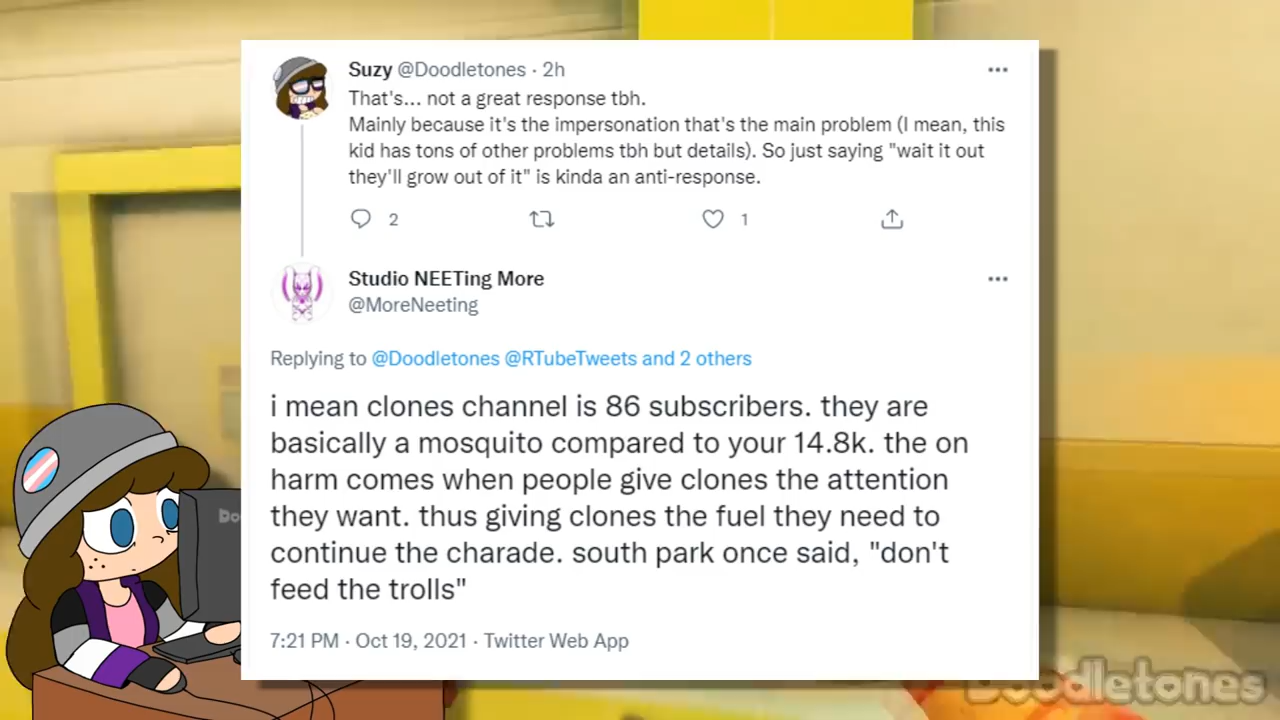 Suzy @Doodletones · 2h
That's... not a great response tbh.
Mainly because it's the impersonation that's the main problem (I mean, this
kid has tons of other problems tbh but details). So just saying "wait it out
they'll grow out of it" is kinda an anti-response.
2 1
Studio NEETing More
@MoreNeeting
Replying to @Doodletones @RTubeTweets and 2 others
i mean clones channel is 86 subscribers. they are
basically a mosquito compared to your 14.8k. the on
harm comes when people give clones the attention
they want. thus giving clones the fuel they need to
continue the charade. south park once said, "don't
feed the trolls"
7:21 PM · Oct 19, 2021 · Twitter Web App
Do
Doodletones